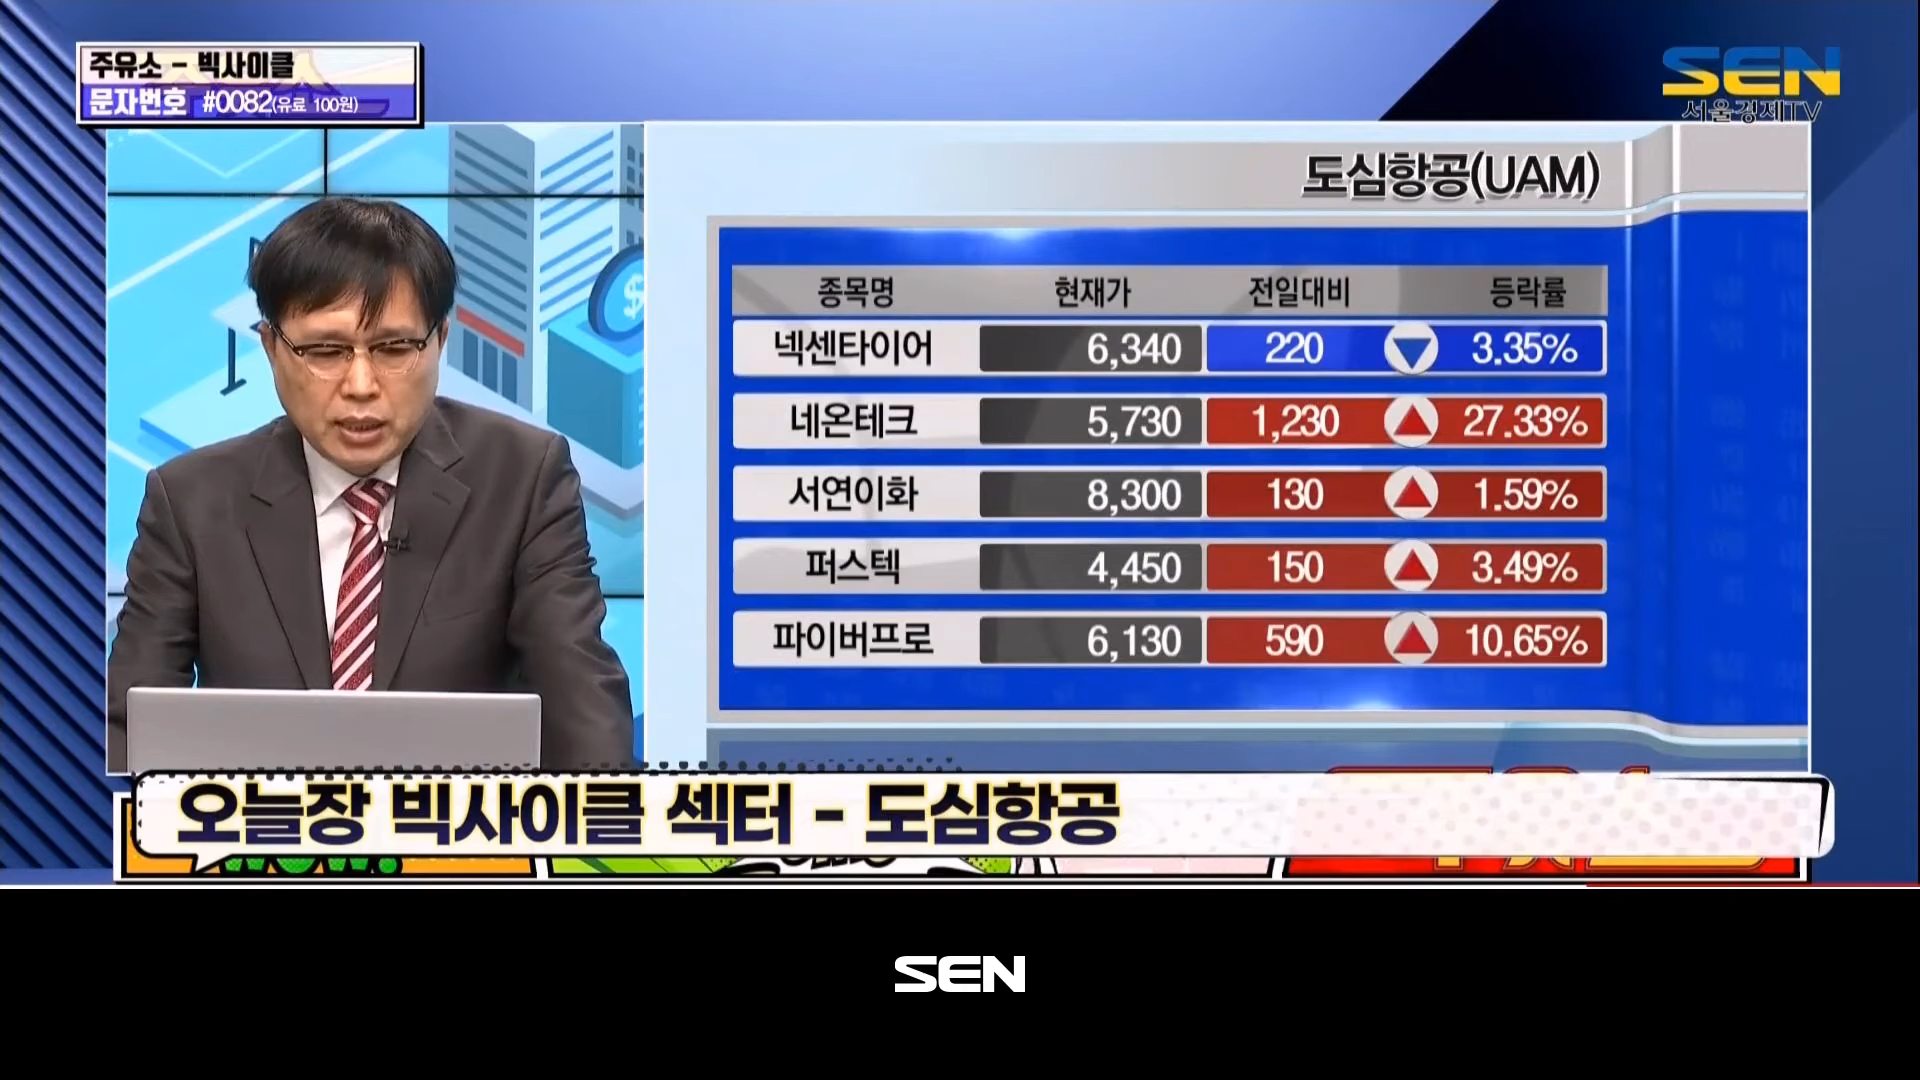 주유소 - 빅사이클
문자번호 #0082(유료 100원)
SEN
서울경제TV
도심항공(UAM)
종목명 현재가 전일대비 등락률
넥센타이어 6,340 220 ▼ 3.35%
네온테크 5,730 1,230 ▲ 27.33%
서연이화 8,300 130 ▲ 1.59%
퍼스텍 4,450 150 ▲ 3.49%
파이버프로 6,130 590 ▲ 10.65%
오늘장 빅사이클 섹터 - 도심항공
SEN